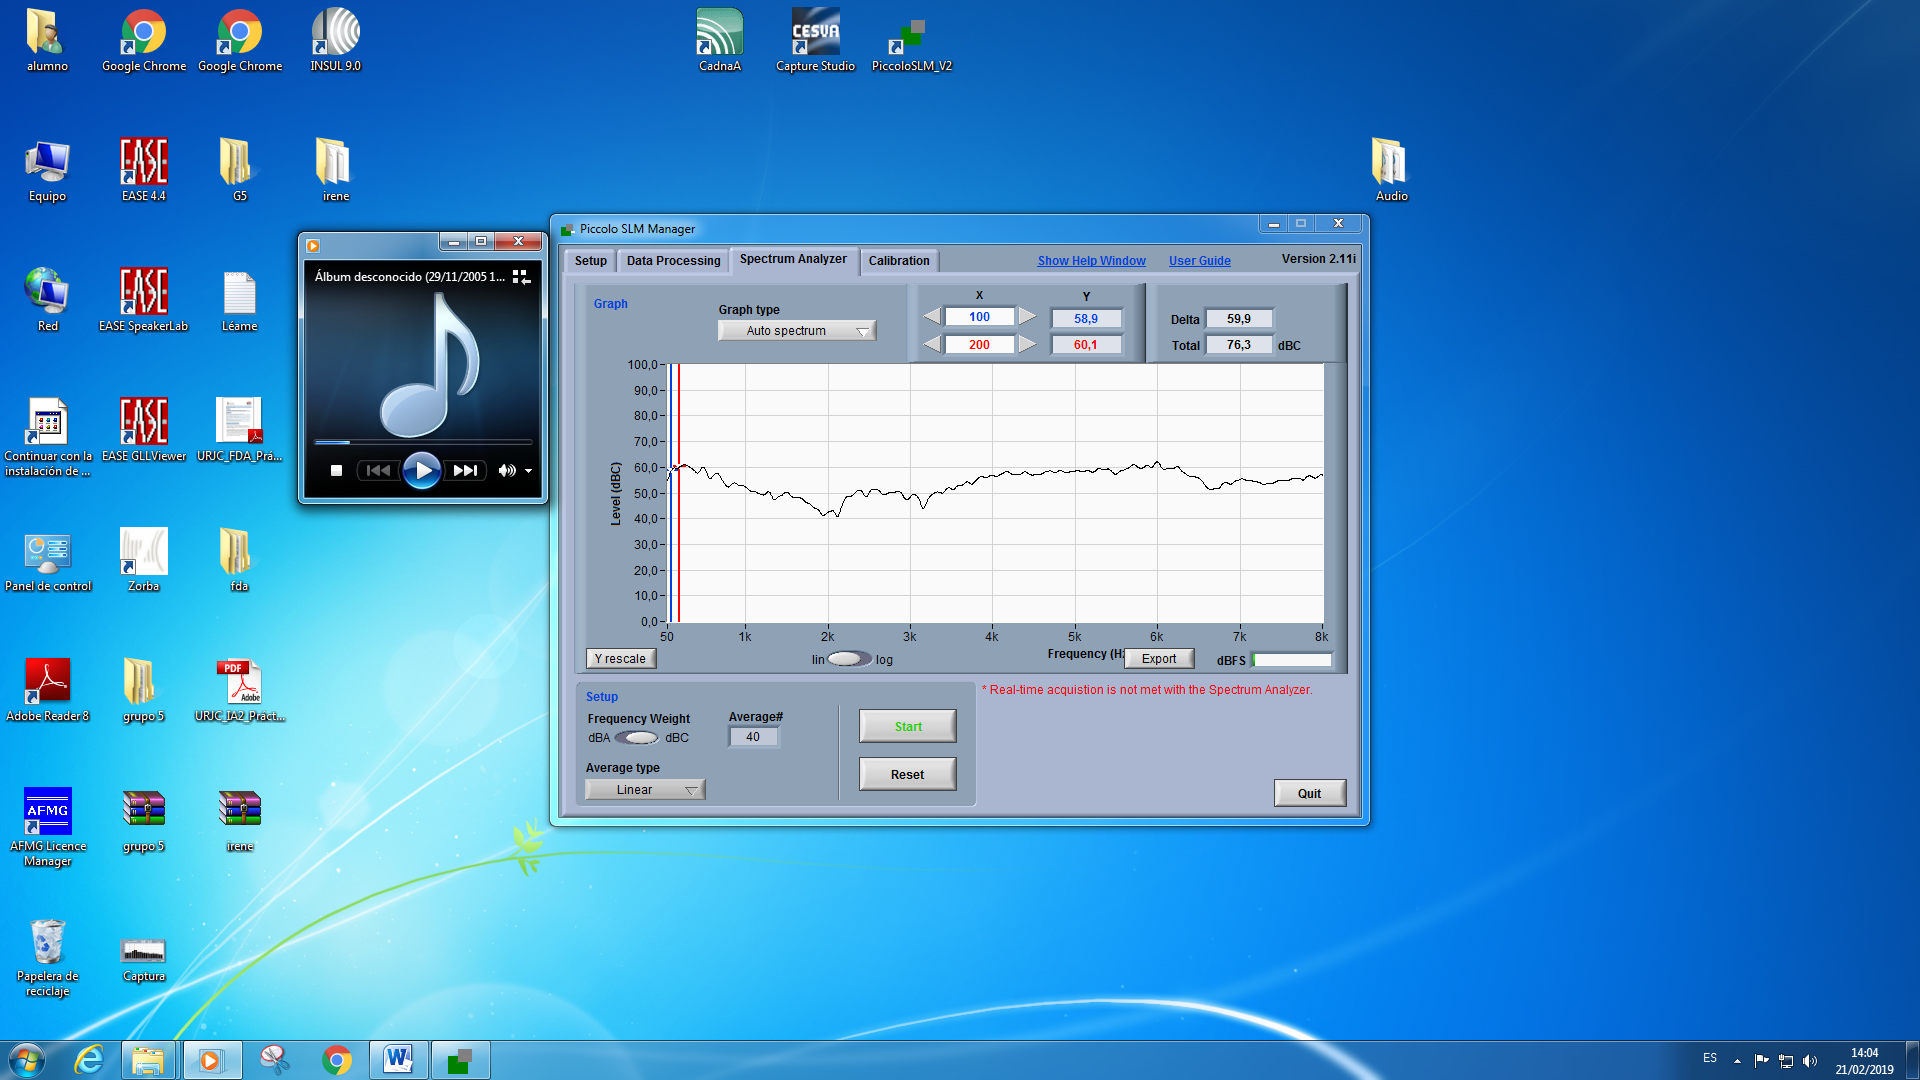 alumno
Google Chrome
Google Chrome
INSUL 9.0
CadnaA
CESVA
Capture Studio
PiccoloSLM_V2
Equipo
EASE
EASE 4.4
G5
irene
Audio
Red
EASE
EASE SpeakerLab
Léame
Continuar con la
instalación de ...
EASE
EASE GLLViewer
URJC_FDA_Prá...
Panel de control
Zorba
fda
Adobe Reader 8
grupo 5
PDF
Adobe
URJC_IA2_Práct...
AFMG
AFMG Licence
Manager
grupo 5
irene
Papelera de
reciclaje
Captura
Álbum desconocido (29/11/2005 1...
Piccolo SLM Manager
Setup
Data Processing
Spectrum Analyzer
Calibration
Show Help Window
User Guide
Version 2.11i
Graph
Graph type
Auto spectrum
X
Y
100
58,9
200
60,1
Delta
59,9
Total
76,3
dBC
Level (dBC)
100,0
90,0
80,0
70,0
60,0
50,0
40,0
30,0
20,0
10,0
0,0
50
1k
2k
3k
4k
5k
6k
7k
8k
Y rescale
lin
log
Frequency (H
Export
dBFS
Setup
Frequency Weight
dBA
dBC
Average#
40
Average type
Linear
Start
Reset
* Real-time acquistion is not met with the Spectrum Analyzer.
Quit
W
ES
14:04
21/02/2019